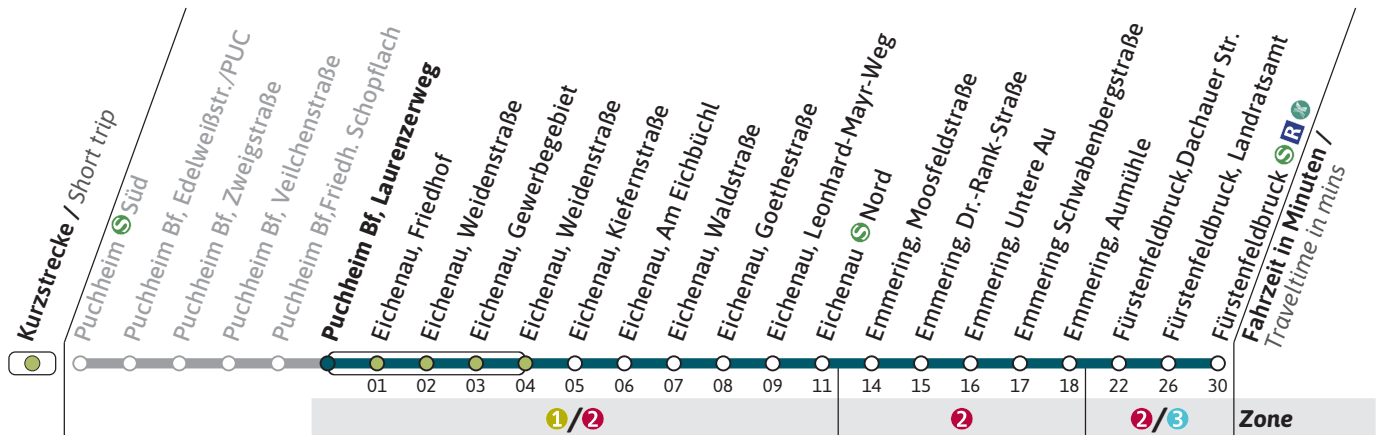 Kurzstrecke / Short trip
Puchheim S Süd
Puchheim Bf, Edelweißstr./PUC
Puchheim Bf, Zweigstraße
Puchheim Bf, Veilchenstraße
Puchheim Bf,Friedh. Schopflach
Puchheim Bf, Laurenzerweg
Eichenau, Friedhof
Eichenau, Weidenstraße
Eichenau, Gewerbegebiet
Eichenau, Weidenstraße
Eichenau, Kiefernstraße
Eichenau, Am Eichbüchl
Eichenau, Waldstraße
Eichenau, Goethestraße
Eichenau, Leonhard-Mayr-Weg
Eichenau S Nord
Emmering, Moosfeldstraße
Emmering, Dr.-Rank-Straße
Emmering, Untere Au
Emmering Schwabenbergstraße
Emmering, Aumühle
Fürstenfeldbruck,Dachauer Str.
Fürstenfeldbruck, Landratsamt
Fürstenfeldbruck S R
Fahrzeit in Minuten /
Traveltime in mins
01 02 03 04 05 06 07 08 09 11 14 15 16 17 18 22 26 30
1/2 2 2/3 Zone